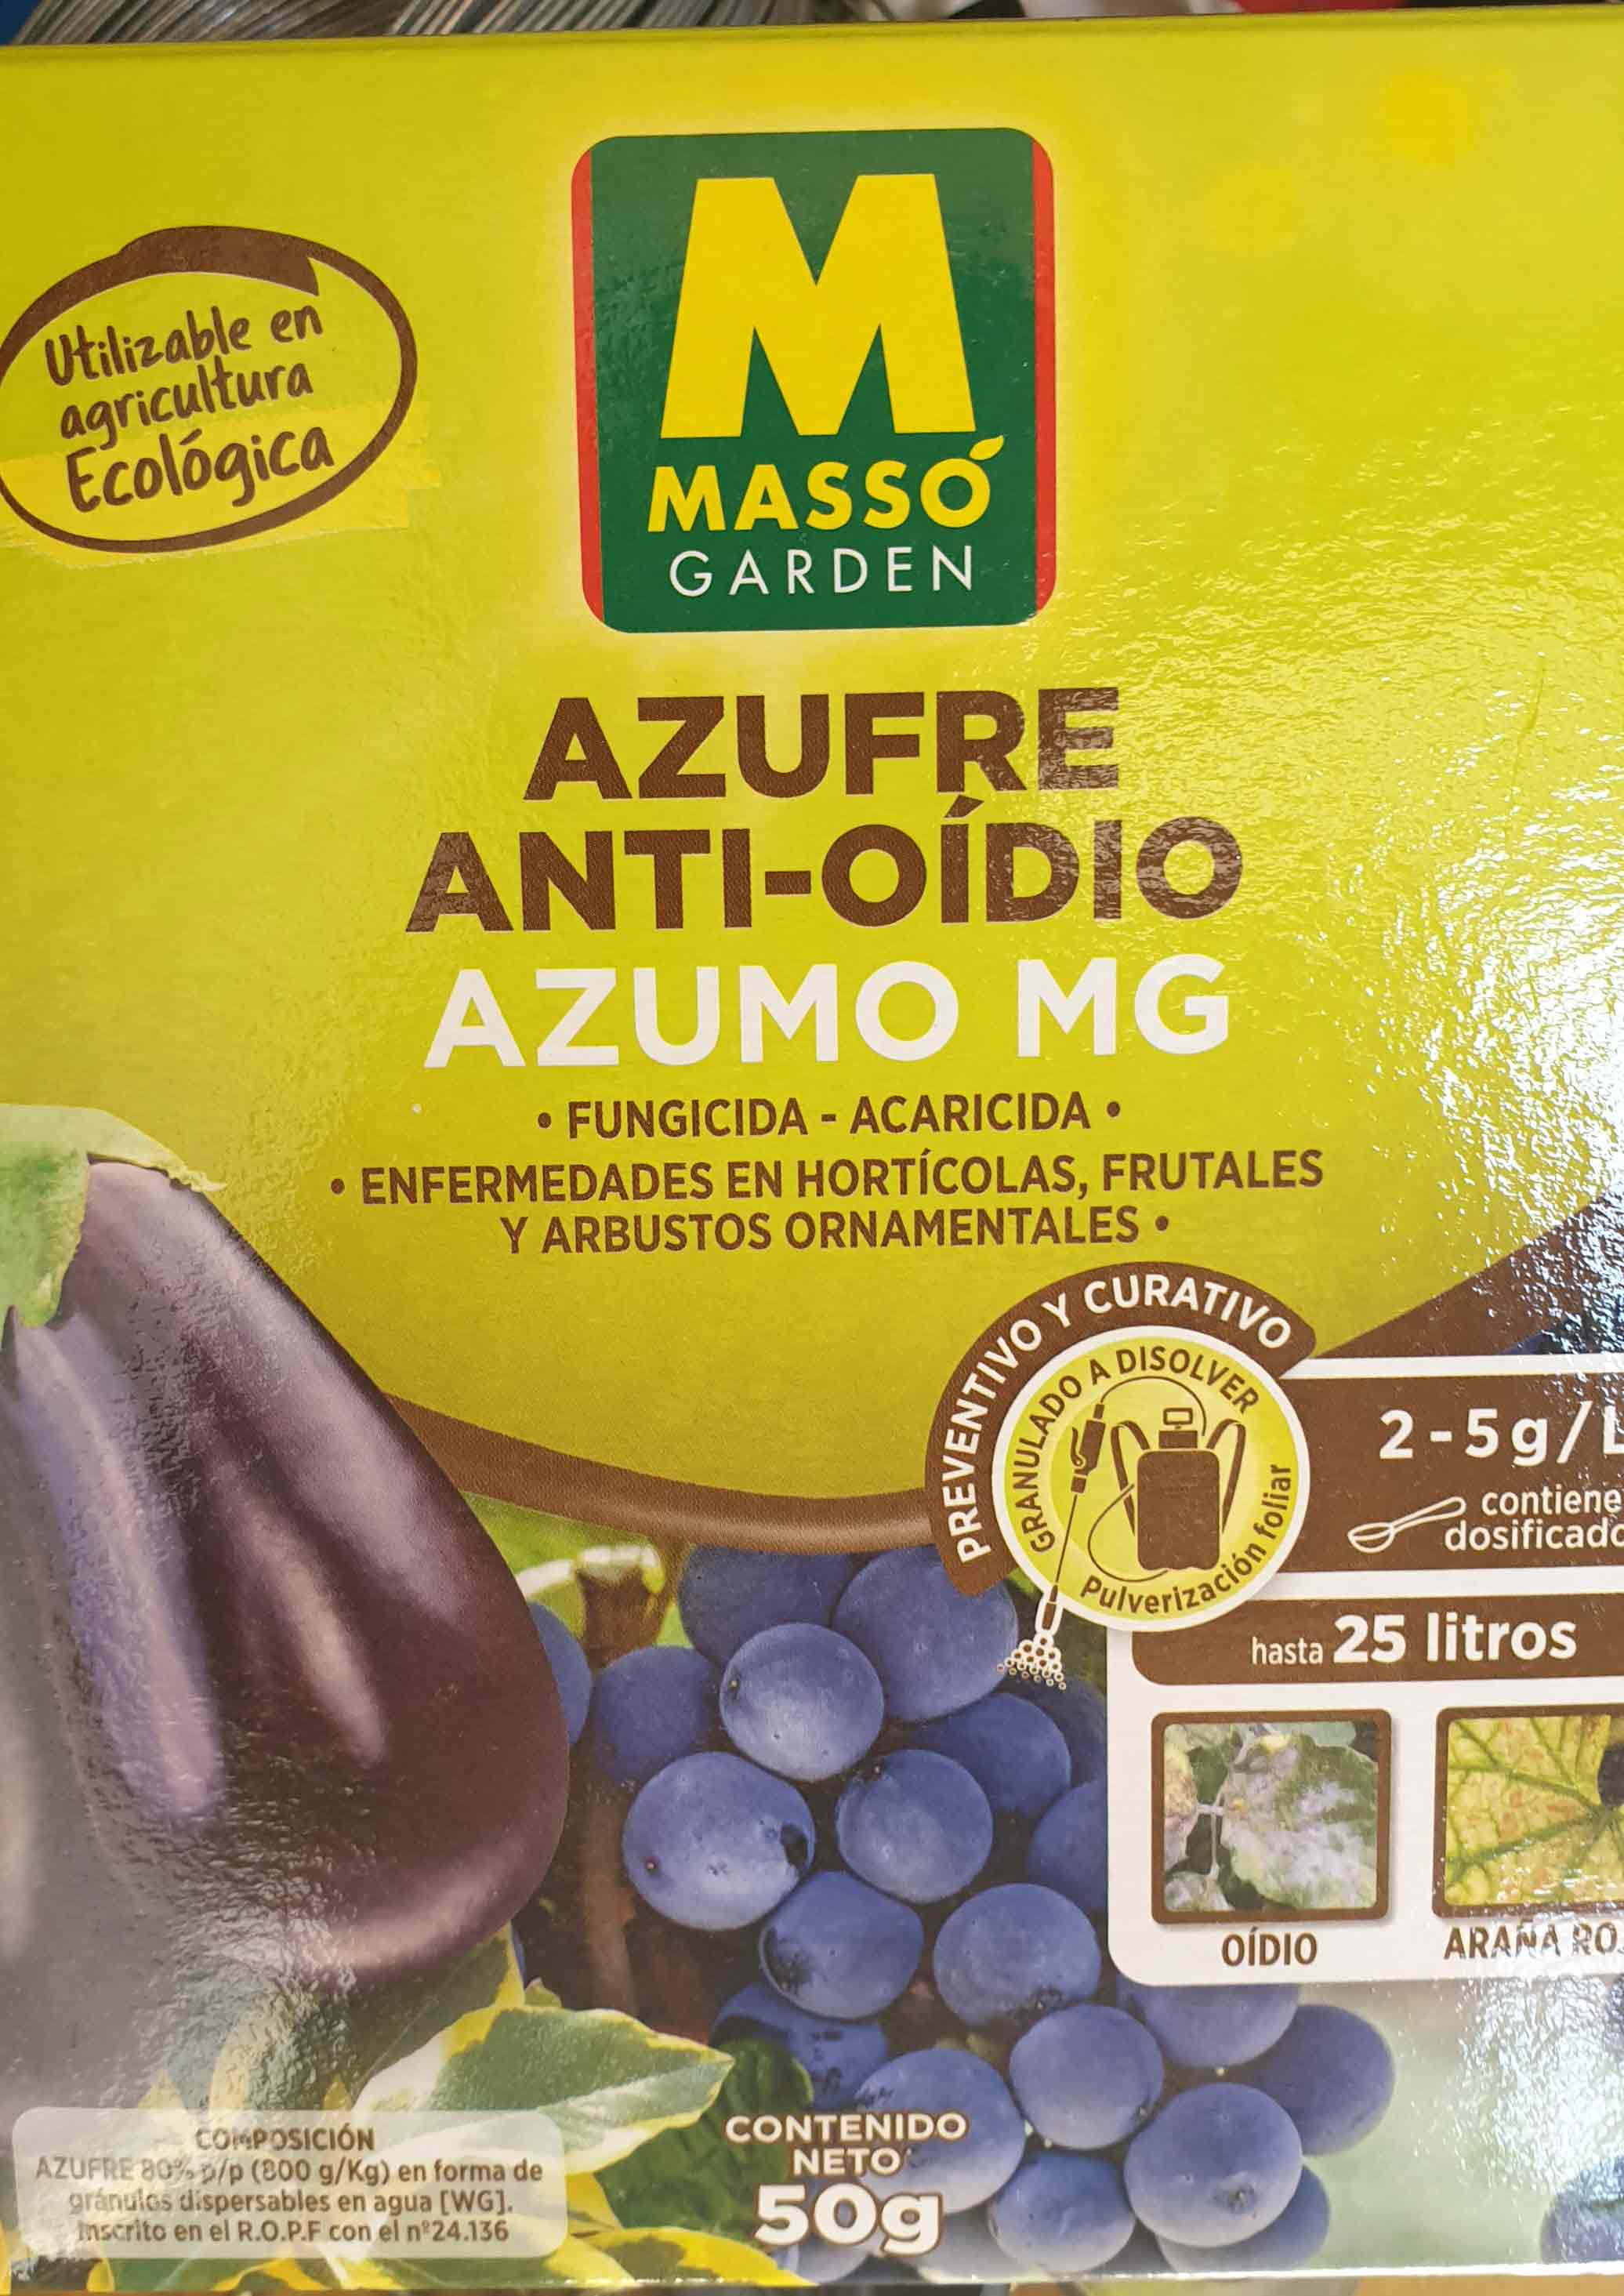 Utilizable en
agricultura
Ecológica
M
MASSÓ
GARDEN
AZUFRE
ANTI-OÍDIO
AZUMO MG
• FUNGICIDA - ACARICIDA •
• ENFERMEDADES EN HORTÍCOLAS, FRUTALES
Y ARBUSTOS ORNAMENTALES •
PREVENTIVO Y CURATIVO
GRANULADO A DISOLVER
Pulverización foliar
2-5g/L
contiene
dosificado
hasta 25 litros
OÍDIO
ARAÑA RO
COMPOSICIÓN
AZUFRE 80% p/p (800 g/Kg) en forma de
gránulos dispersables en agua [WG].
Inscrito en el R.O.P.F con el nº24.136
CONTENIDO
NETO
50g